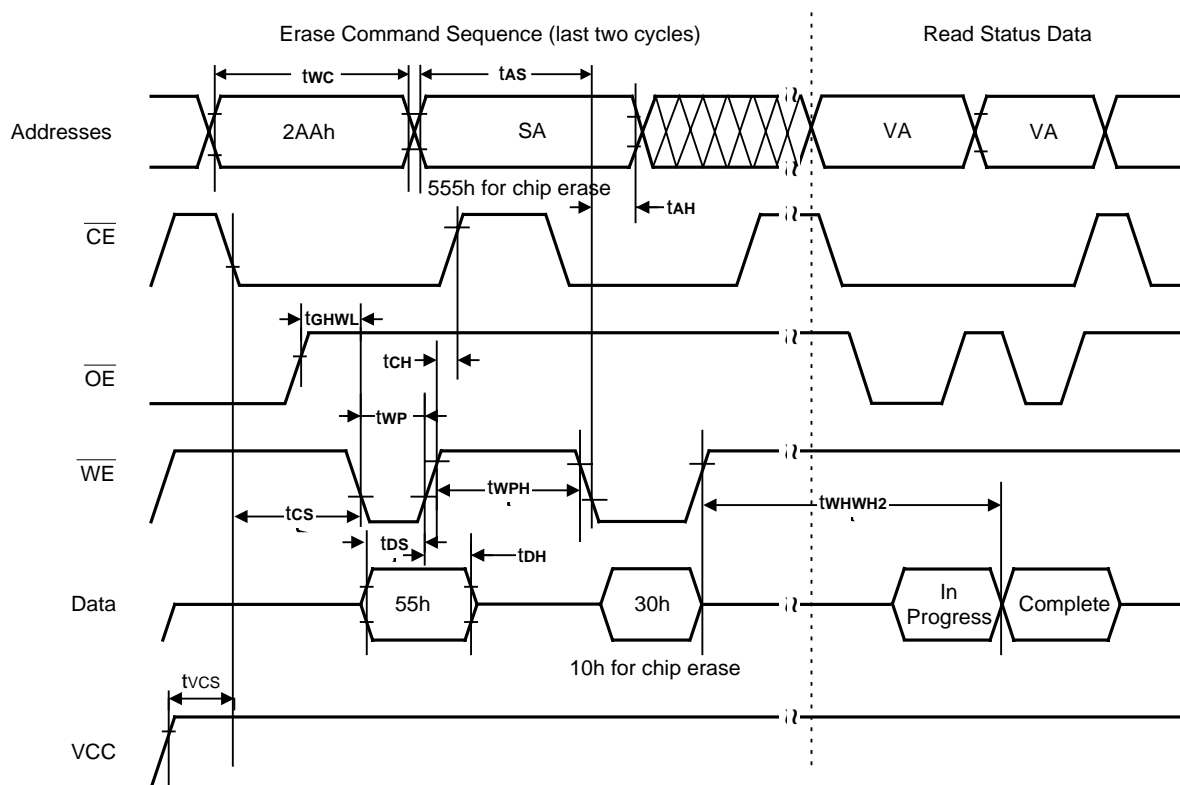 Erase Command Sequence (last two cycles)
Read Status Data
tWC
tAS
Addresses
2AAh
SA
VA
VA
555h for chip erase
tAH
CE
tGHWL
tCH
OE
tWP
WE
tWPH
tCS
tWHWH2
tDS
tDH
Data
55h
30h
In
Progress
Complete
10h for chip erase
tVCS
VCC